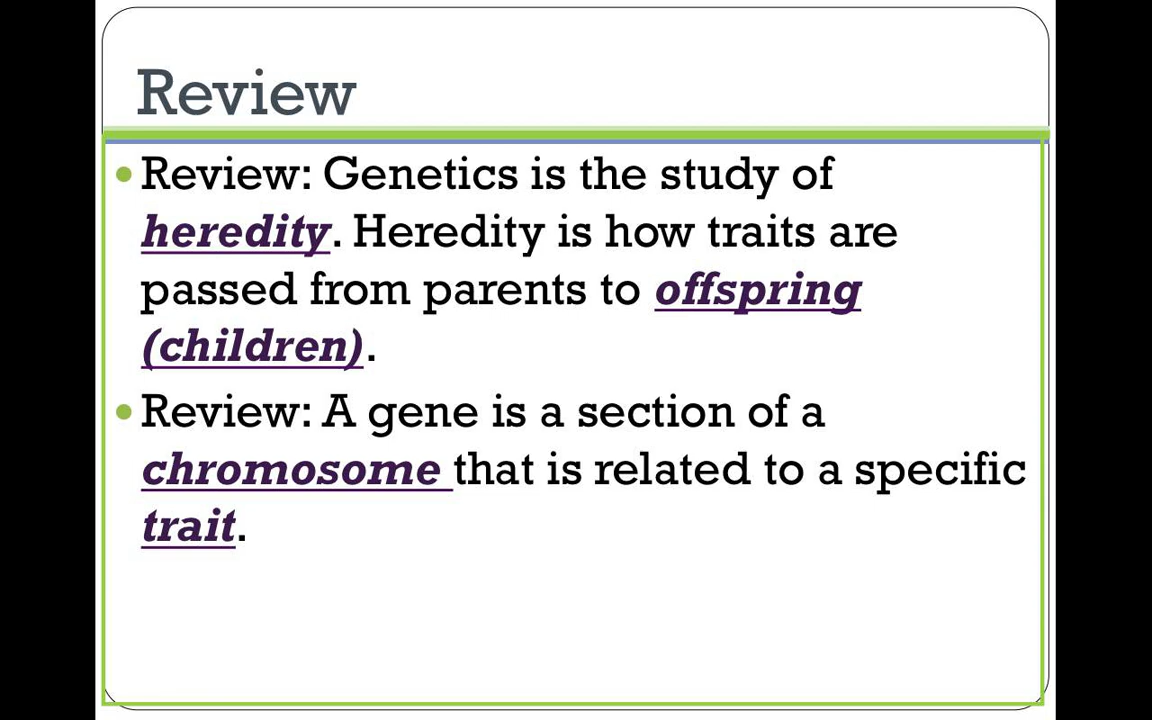 Review
• Review: Genetics is the study of
heredity. Heredity is how traits are
passed from parents to offspring
(children).
• Review: A gene is a section of a
chromosome that is related to a specific
trait.